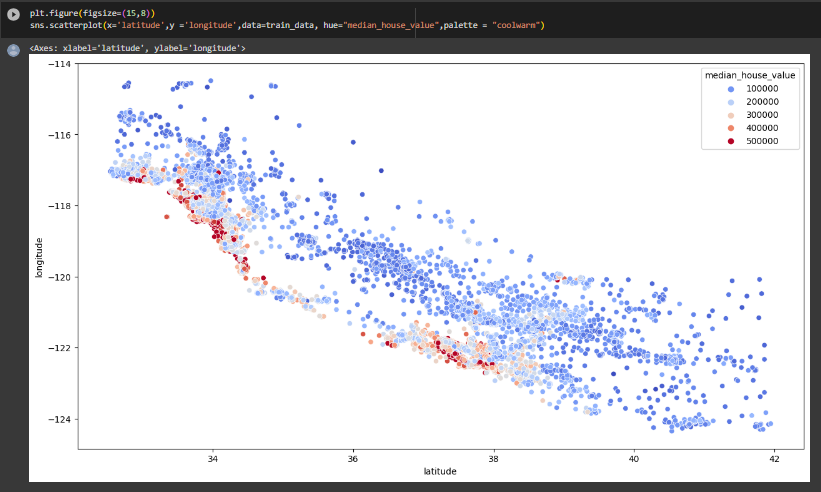 plt.figure(figsize=(15,8))
sns.scatterplot(x='latitude',y ='longitude',data=train_data, hue="median_house_value",palette = "coolwarm")
<Axes: xlabel='latitude', ylabel='longitude'>
−114
−116
−118
−120
−122
−124
longitude
median_house_value
100000
200000
300000
400000
500000
34
36
38
40
42
latitude